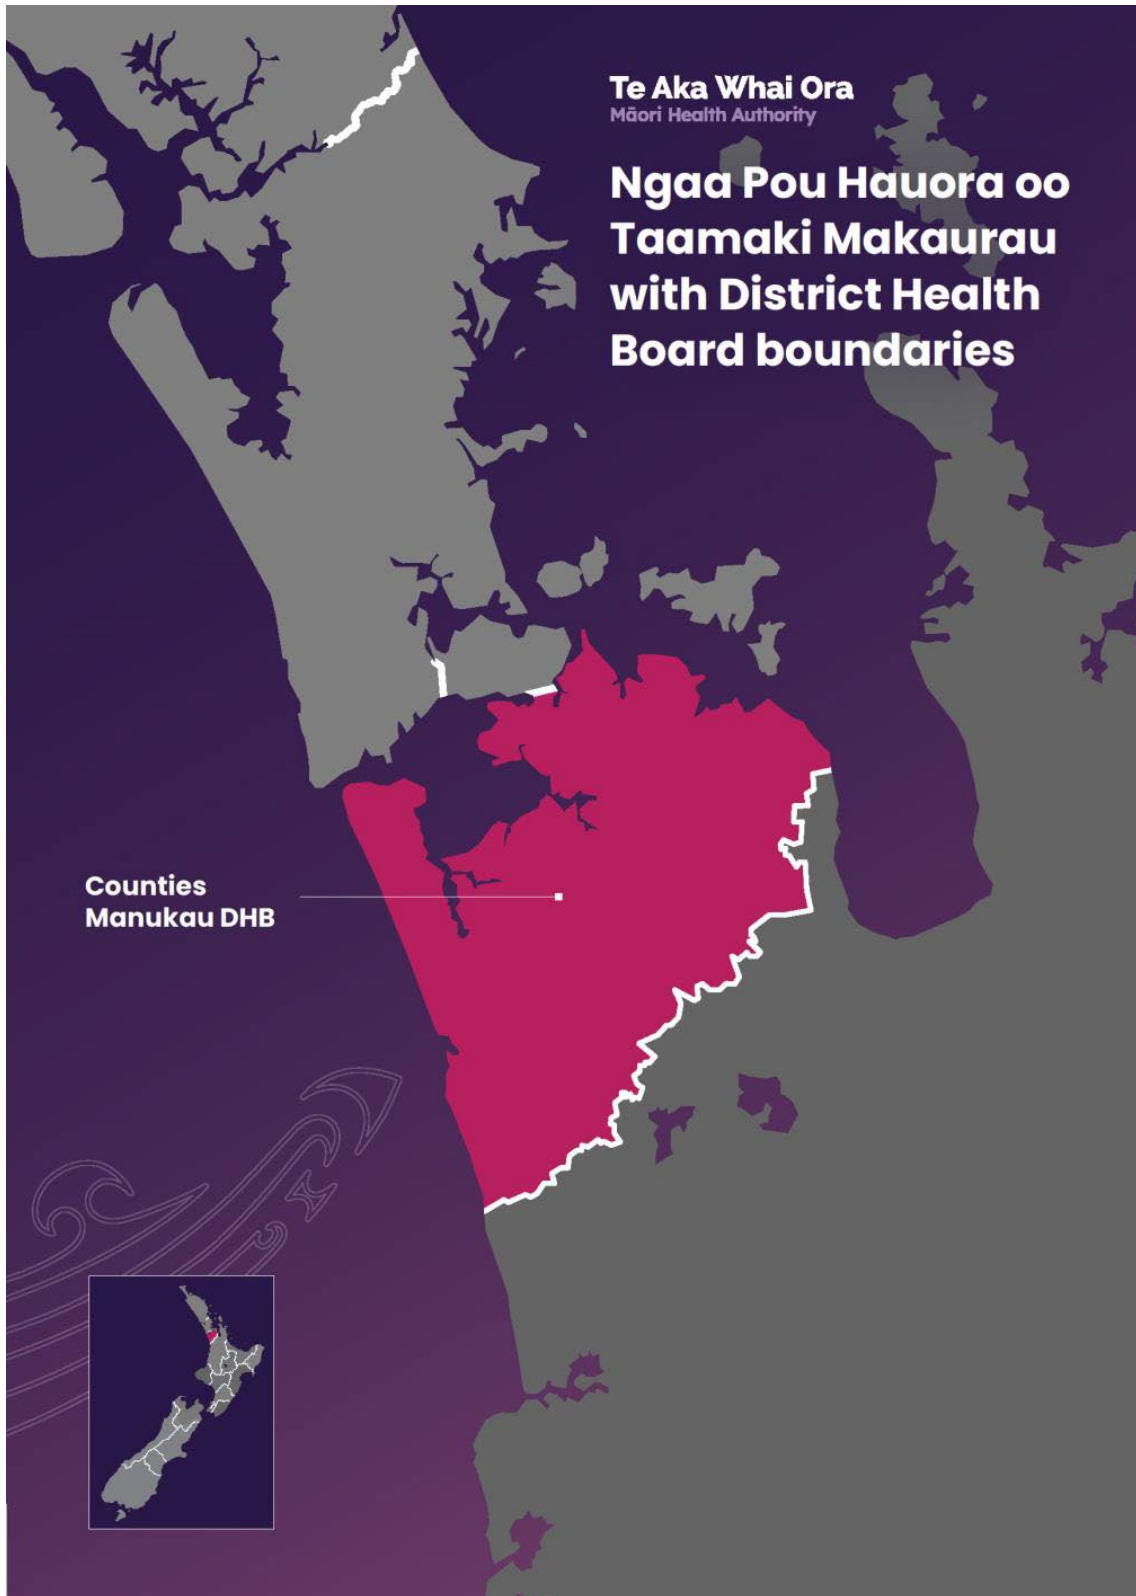 Te Aka Whai Ora
Māori Health Authority
Ngaa Pou Hauora oo
Taamaki Makaurau
with District Health
Board boundaries
Counties
Manukau DHB